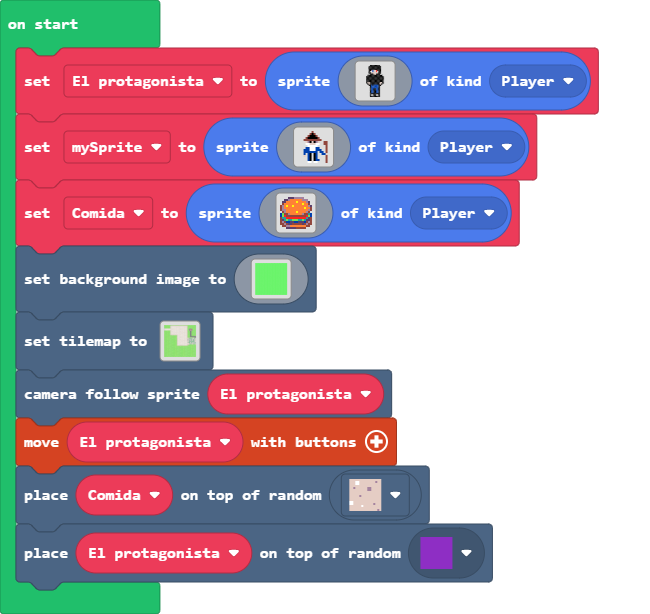 on start
set El protagonista to sprite of kind Player
set mySprite to sprite of kind Player
set Comida to sprite of kind Player
set background image to
set tilemap to
camera follow sprite El protagonista
move El protagonista with buttons
place Comida on top of random
place El protagonista on top of random